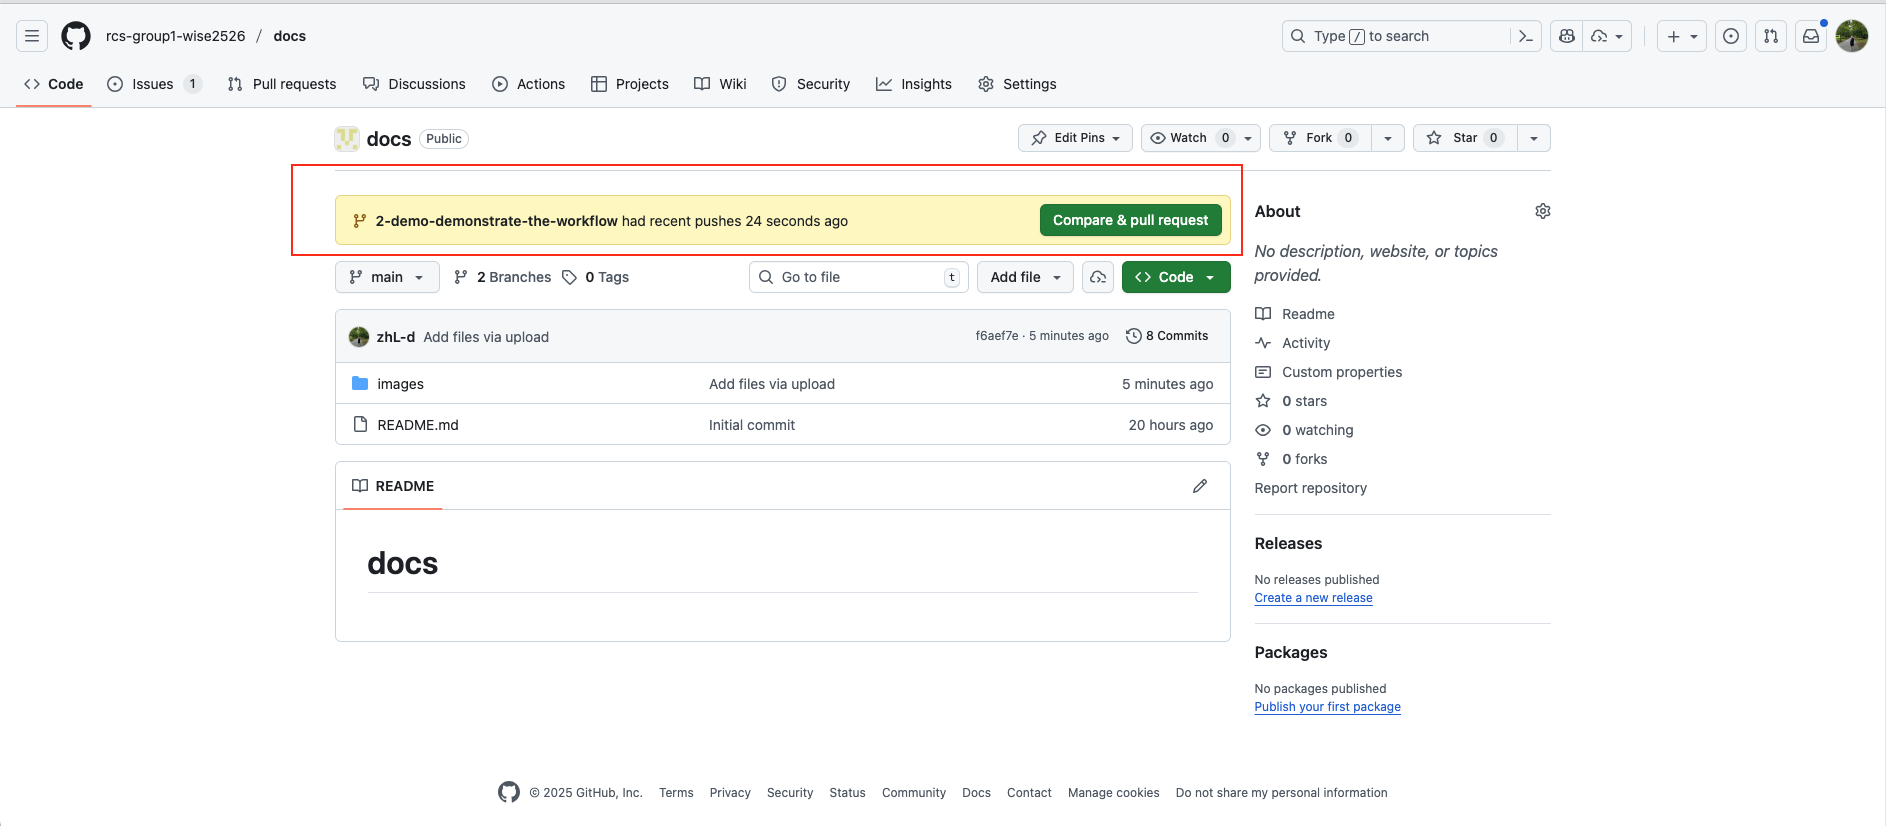 rcs-group1-wise2526 / docs
Type / to search
Code Issues 1 Pull requests Discussions Actions Projects Wiki Security Insights Settings
docs Public
Edit Pins Watch 0 Fork 0 Star 0
2-demo-demonstrate-the-workflow had recent pushes 24 seconds ago
Compare & pull request
main 2 Branches 0 Tags
Go to file t
Add file
Code
zhL-d Add files via upload f6aef7e · 5 minutes ago 8 Commits
images Add files via upload 5 minutes ago
README.md Initial commit 20 hours ago
README
docs
About
No description, website, or topics
provided.
Readme
Activity
Custom properties
0 stars
0 watching
0 forks
Report repository
Releases
No releases published
Create a new release
Packages
No packages published
Publish your first package
© 2025 GitHub, Inc. Terms Privacy Security Status Community Docs Contact Manage cookies Do not share my personal information